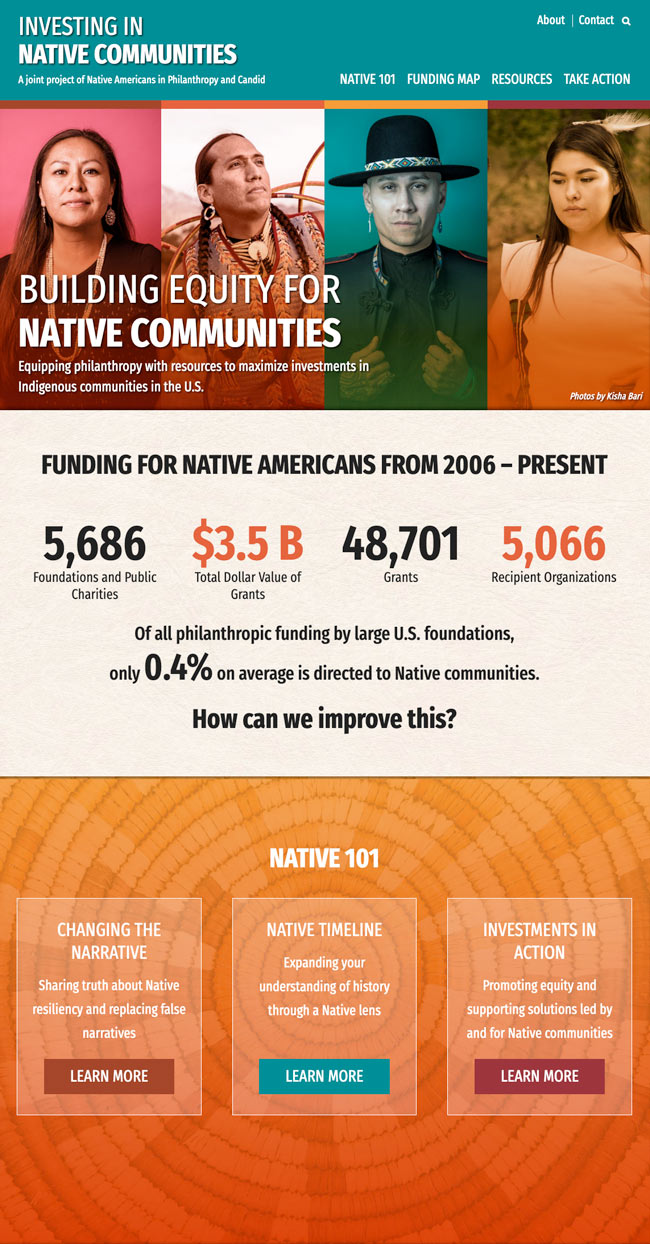 INVESTING IN
NATIVE COMMUNITIES
A joint project of Native Americans in Philanthropy and Candid
About | Contact
NATIVE 101 FUNDING MAP RESOURCES TAKE ACTION
BUILDING EQUITY FOR
NATIVE COMMUNITIES
Equipping philanthropy with resources to maximize investments in
Indigenous communities in the U.S.
Photos by Kisha Bari
FUNDING FOR NATIVE AMERICANS FROM 2006 – PRESENT
5,686
Foundations and Public
Charities
$3.5 B
Total Dollar Value of
Grants
48,701
Grants
5,066
Recipient Organizations
Of all philanthropic funding by large U.S. foundations,
only 0.4% on average is directed to Native communities.
How can we improve this?
NATIVE 101
CHANGING THE
NARRATIVE
Sharing truth about Native
resiliency and replacing false
narratives
LEARN MORE
NATIVE TIMELINE
Expanding your
understanding of history
through a Native lens
LEARN MORE
INVESTMENTS IN
ACTION
Promoting equity and
supporting solutions led by
and for Native communities
LEARN MORE